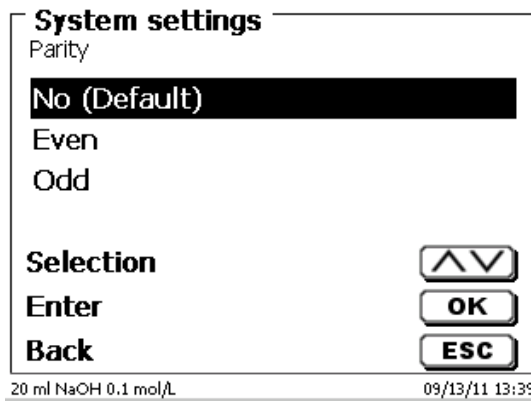 System settings
Parity
No (Default)
Even
Odd
Selection
Enter OK
Back ESC
20 ml NaOH 0.1 mol/L 09/13/11 13:39